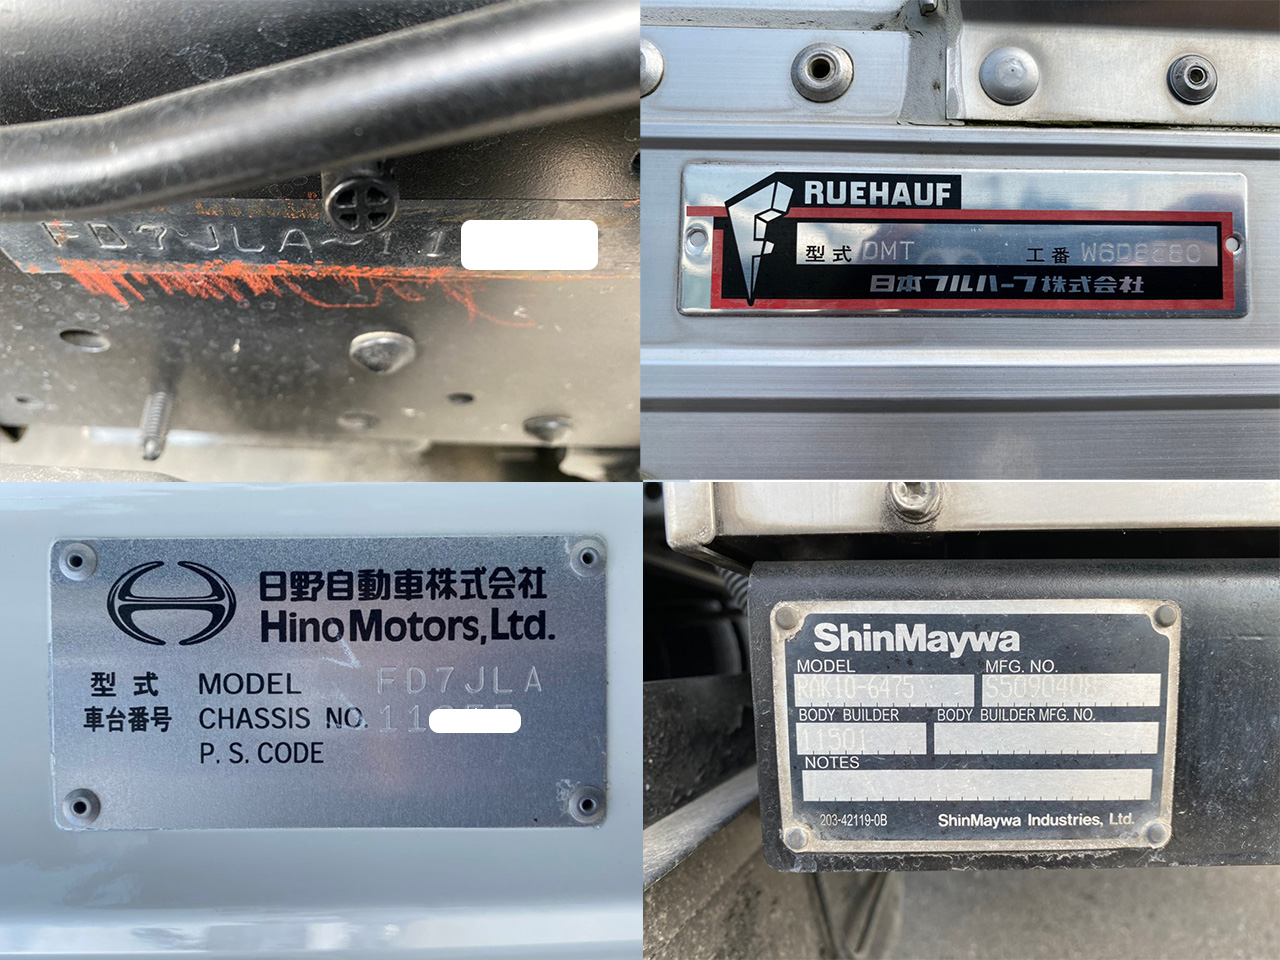 FD7JLA-11
RUEHAUF
型式 DMT 工番
日本フルハーフ株式会社
日野自動車株式会社
Hino Motors, Ltd.
型式 MODEL FD7JLA
車台番号 CHASSIS NO. 11
P. S. CODE
ShinMaywa
MODEL MFG. NO.
RAK10-6475 S5090408
BODY BUILDER BODY BUILDER MFG. NO.
11501
NOTES
203-42119-0B ShinMaywa Industries, Ltd.